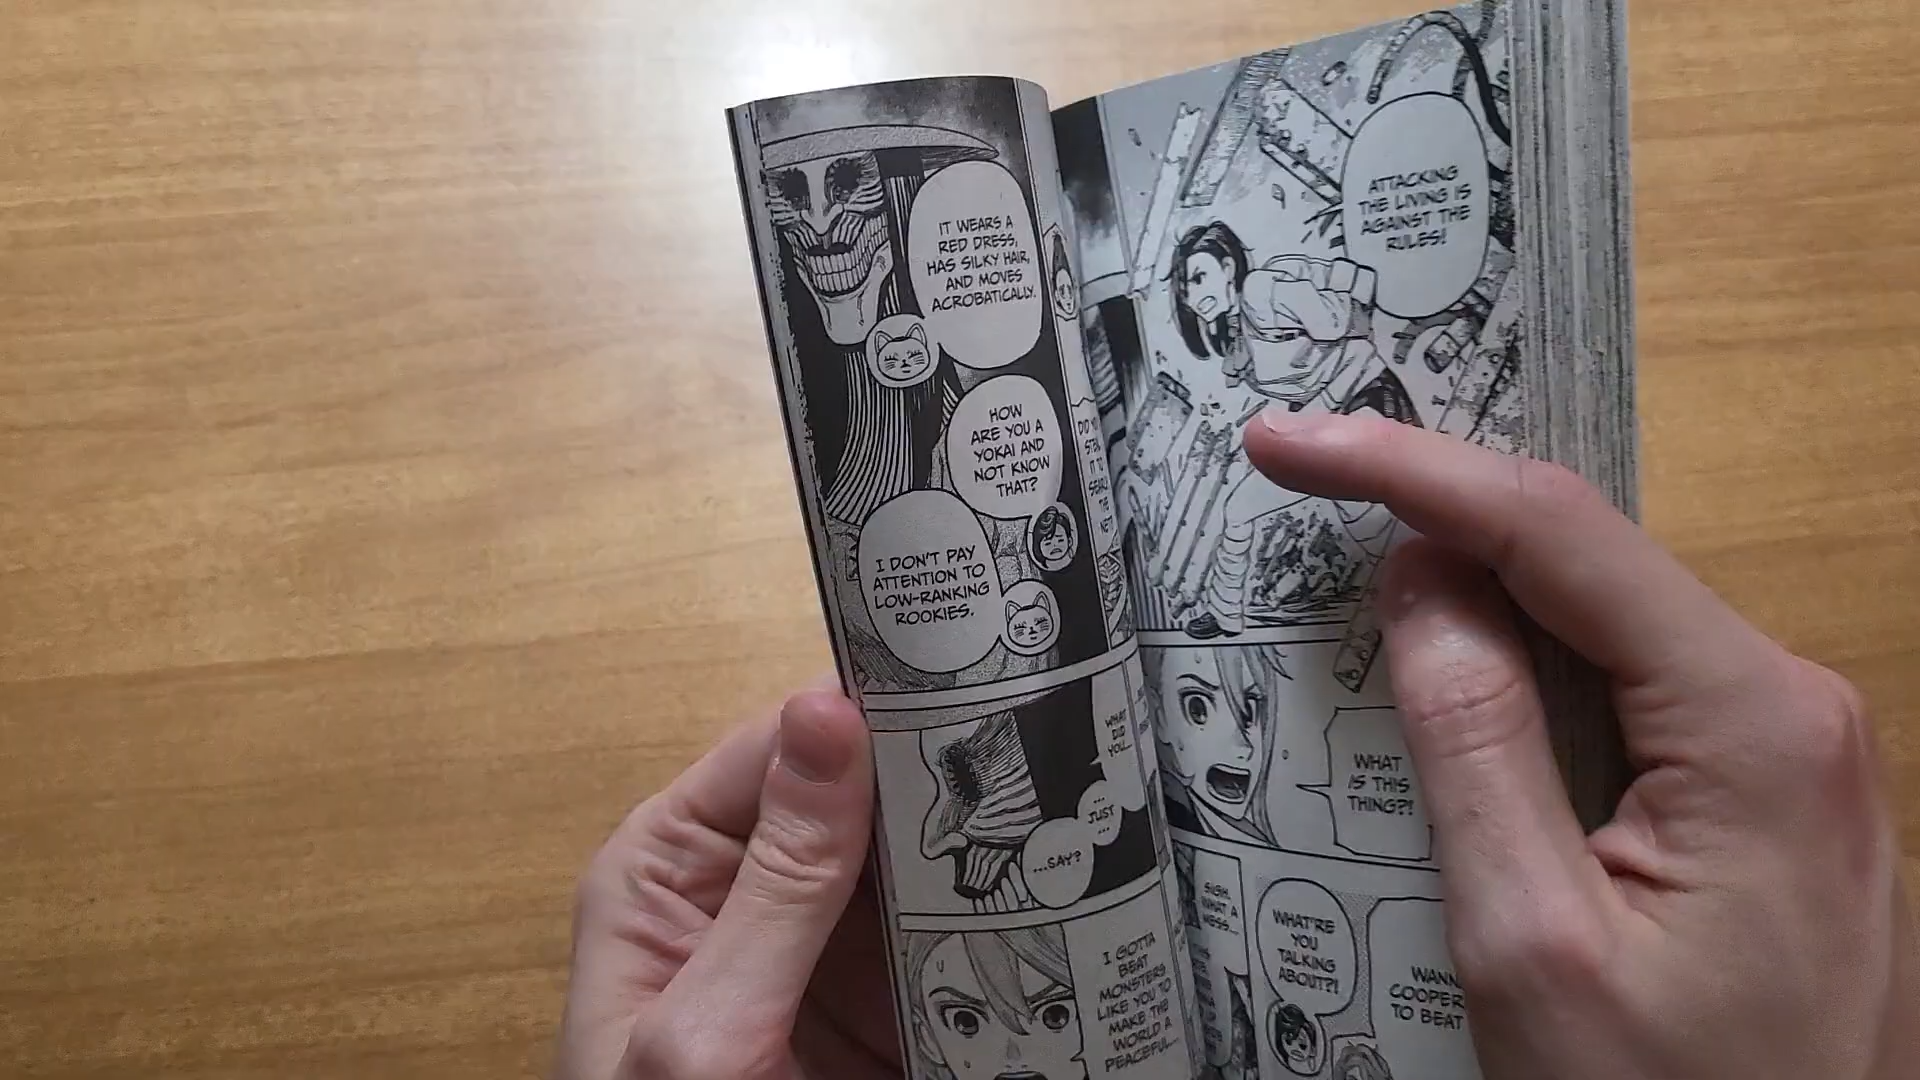 ATTACKING
THE LIVING IS
AGAINST THE
RULES!
WHAT
IS THIS
THING?!
WHAT'RE
YOU
TALKING
ABOUT?!
SIGH.
WHAT A
MESS...
COOPER
TO BEAT
IT WEARS A
RED DRESS,
HAS SILKY HAIR,
AND MOVES
ACROBATICALLY.
HOW
ARE YOU A
YOKAI AND
NOT KNOW
THAT?
I DON'T PAY
ATTENTION TO
LOW-RANKING
ROOKIES.
WHAT
DID
YOU...
...
JUST
...
...SAY?
I GOTTA
BEAT
MONSTERS
LIKE YOU TO
MAKE THE
WORLD A
PEACEFUL...